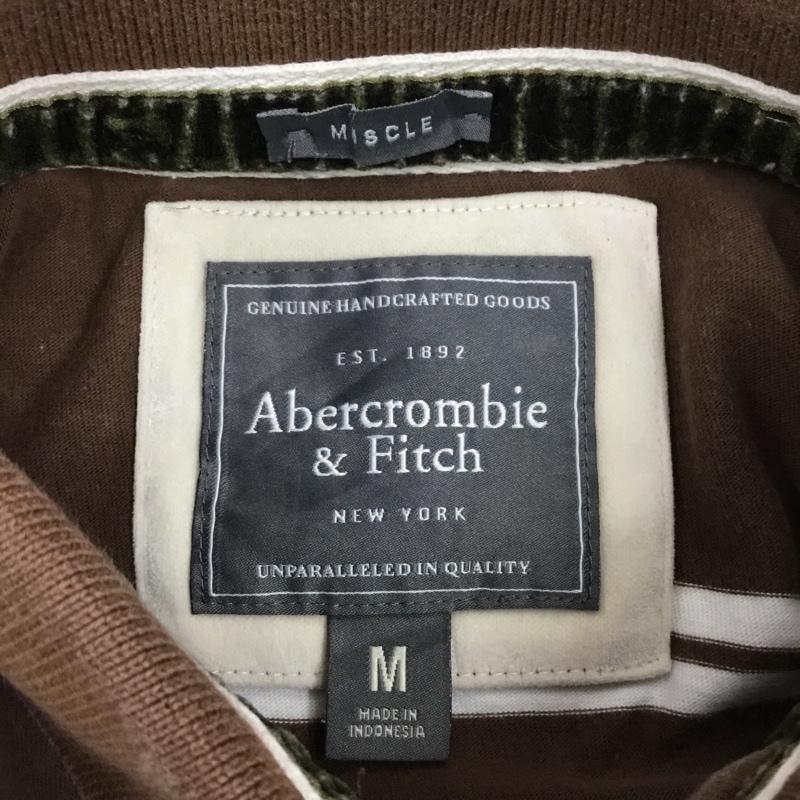 MUSCLE
GENUINE HANDCRAFTED GOODS
EST. 1892
Abercrombie
& Fitch
NEW YORK
UNPARALLELED IN QUALITY
M
MADE IN
INDONESIA